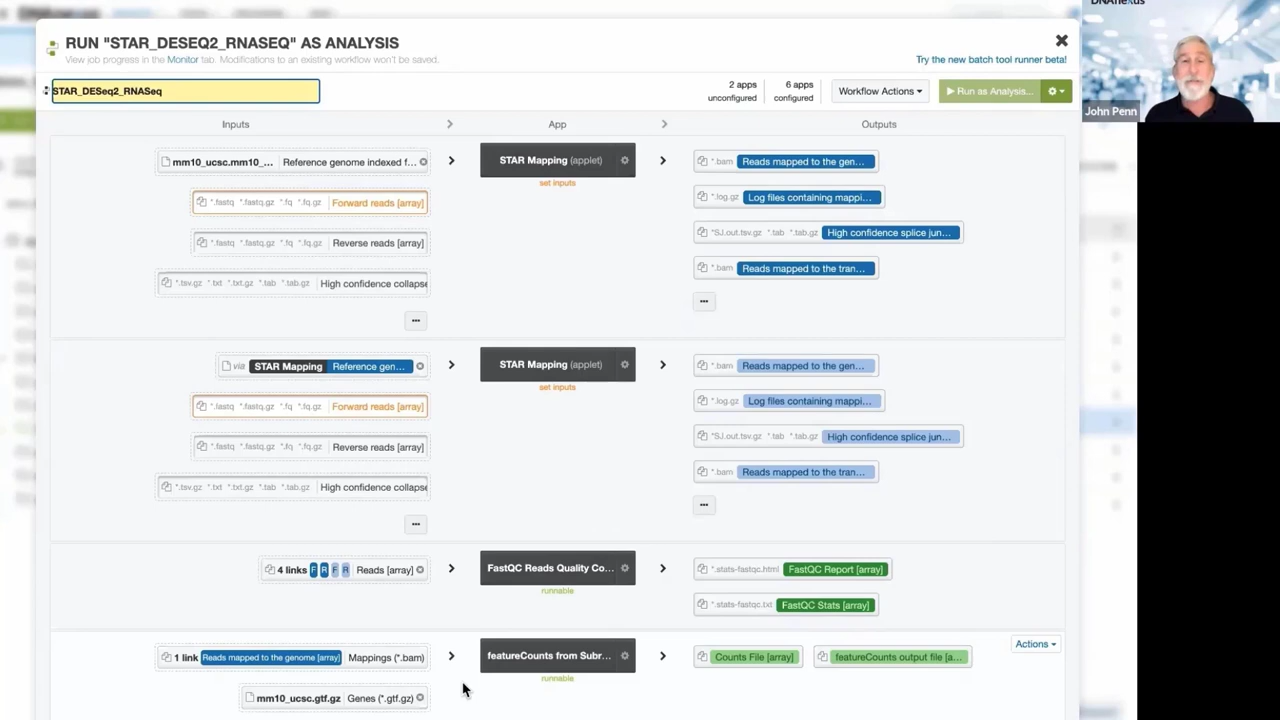 DNAnexus
RUN "STAR_DESEQ2_RNASEQ" AS ANALYSIS
View job progress in the Monitor tab. Modifications to an existing workflow won't be saved.
Try the new batch tool runner beta!
STAR_DESeq2_RNASeq
2 apps unconfigured
6 apps configured
Workflow Actions
Run as Analysis...
John Penn
Inputs
App
Outputs
mm10_ucsc.mm10_... Reference genome indexed f...
STAR Mapping (applet)
*.bam Reads mapped to the gen...
set inputs
*.fastq *.fastq.gz *.fq *.fq.gz Forward reads [array]
*.log.gz Log files containing mappi...
*.fastq *.fastq.gz *.fq *.fq.gz Reverse reads [array]
*SJ.out.tsv.gz *.tab *.tab.gz High confidence splice jun...
*.tsv.gz *.txt *.txt.gz *.tab *.tab.gz High confidence collapse
*.bam Reads mapped to the tran...
...
...
via STAR Mapping Reference gen...
STAR Mapping (applet)
*.bam Reads mapped to the gen...
set inputs
*.fastq *.fastq.gz *.fq *.fq.gz Forward reads [array]
*.log.gz Log files containing mappi...
*.fastq *.fastq.gz *.fq *.fq.gz Reverse reads [array]
*SJ.out.tsv.gz *.tab *.tab.gz High confidence splice jun...
*.tsv.gz *.txt *.txt.gz *.tab *.tab.gz High confidence collapse
*.bam Reads mapped to the tran...
...
...
4 links F R F R Reads [array]
FastQC Reads Quality Co...
*.stats-fastqc.html FastQC Report [array]
runnable
*.stats-fastqc.txt FastQC Stats [array]
Actions
1 link Reads mapped to the genome [array] Mappings (*.bam)
featureCounts from Subr...
Counts File [array]
featureCounts output file [a...
runnable
mm10_ucsc.gtf.gz Genes (*.gtf.gz)